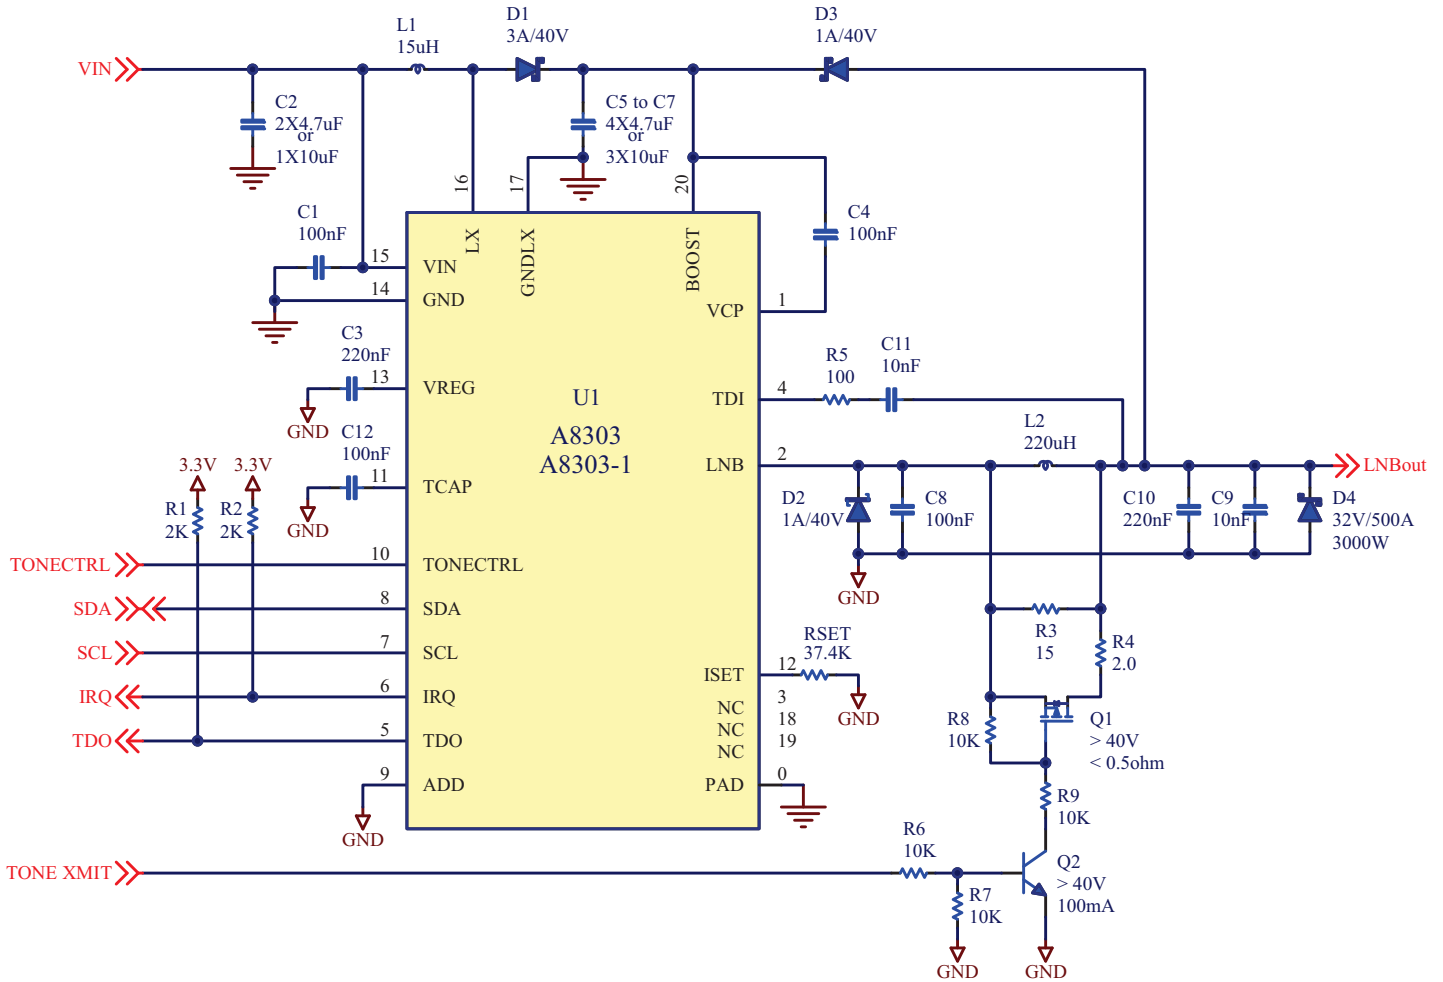 L1
15uH
D1
3A/40V
D3
1A/40V
VIN
C2
2X4.7uF
or
1X10uF
C5 to C7
4X4.7uF
or
3X10uF
16
17
20
C1
100nF
C4
100nF
LX
GNDLX
BOOST
15
VIN
14
GND
1
VCP
C3
220nF
13
VREG
GND
R5
100
C11
10nF
4
TDI
U1
A8303
A8303-1
L2
220uH
C12
100nF
2
LNB
LNBout
3.3V
3.3V
11
TCAP
GND
R1
2K
R2
2K
D2
1A/40V
C8
100nF
C10
220nF
C9
10nF
D4
32V/500A
3000W
GND
TONECTRL
10
TONECTRL
SDA
8
SDA
SCL
7
SCL
IRQ
6
IRQ
TDO
5
TDO
9
ADD
GND
RSET
37.4K
12
ISET
GND
3
NC
18
NC
19
NC
0
PAD
R3
15
R4
2.0
R8
10K
Q1
> 40V
< 0.5ohm
R9
10K
TONE XMIT
R6
10K
R7
10K
Q2
> 40V
100mA
GND
GND